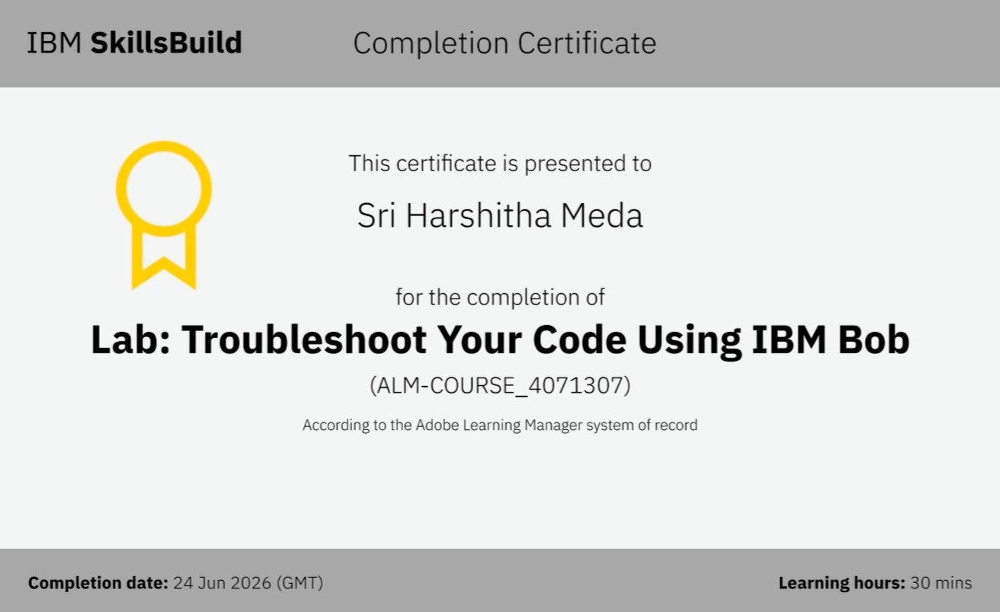 IBM SkillsBuild
Completion Certificate
This certificate is presented to
Sri Harshitha Meda
for the completion of
Lab: Troubleshoot Your Code Using IBM Bob
(ALM-COURSE_4071307)
According to the Adobe Learning Manager system of record
Completion date: 24 Jun 2026 (GMT)
Learning hours: 30 mins